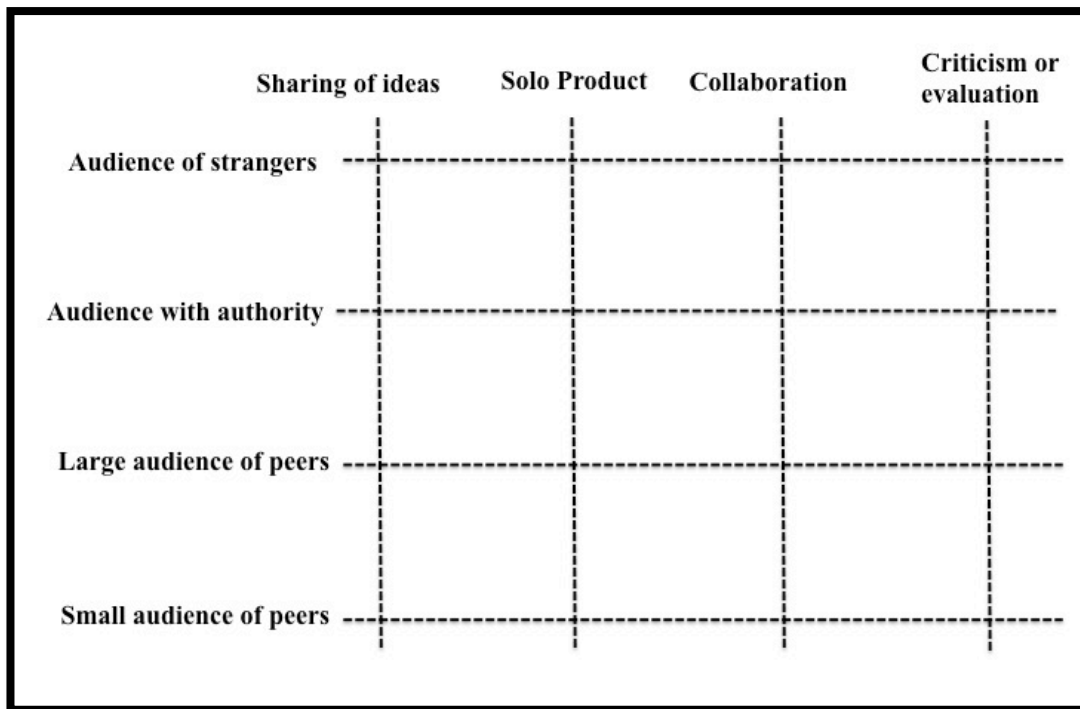 Sharing of ideas
Solo Product
Collaboration
Criticism or
evaluation
Audience of strangers
Audience with authority
Large audience of peers
Small audience of peers